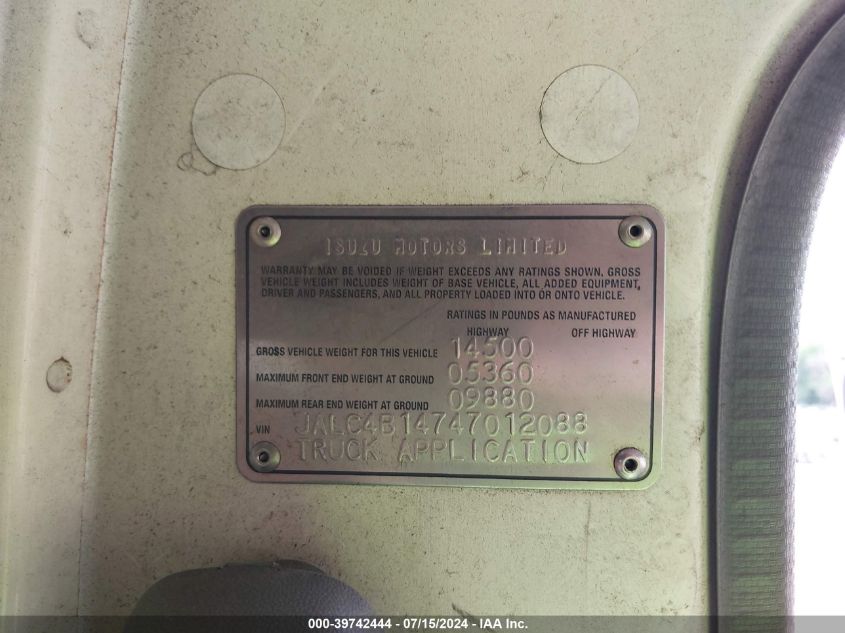 ISUZU MOTORS LIMITED
WARRANTY MAY BE VOIDED IF WEIGHT EXCEEDS ANY RATINGS SHOWN. GROSS
VEHICLE WEIGHT INCLUDES WEIGHT OF BASE VEHICLE, ALL ADDED EQUIPMENT,
DRIVER AND PASSENGERS, AND ALL PROPERTY LOADED INTO OR ONTO VEHICLE.
RATINGS IN POUNDS AS MANUFACTURED
HIGHWAY OFF HIGHWAY
GROSS VEHICLE WEIGHT FOR THIS VEHICLE 14500
MAXIMUM FRONT END WEIGHT AT GROUND 05360
MAXIMUM REAR END WEIGHT AT GROUND 09880
VIN JALC4B14747012088
TRUCK APPLICATION
000-39742444 - 07/15/2024 - IAA Inc.